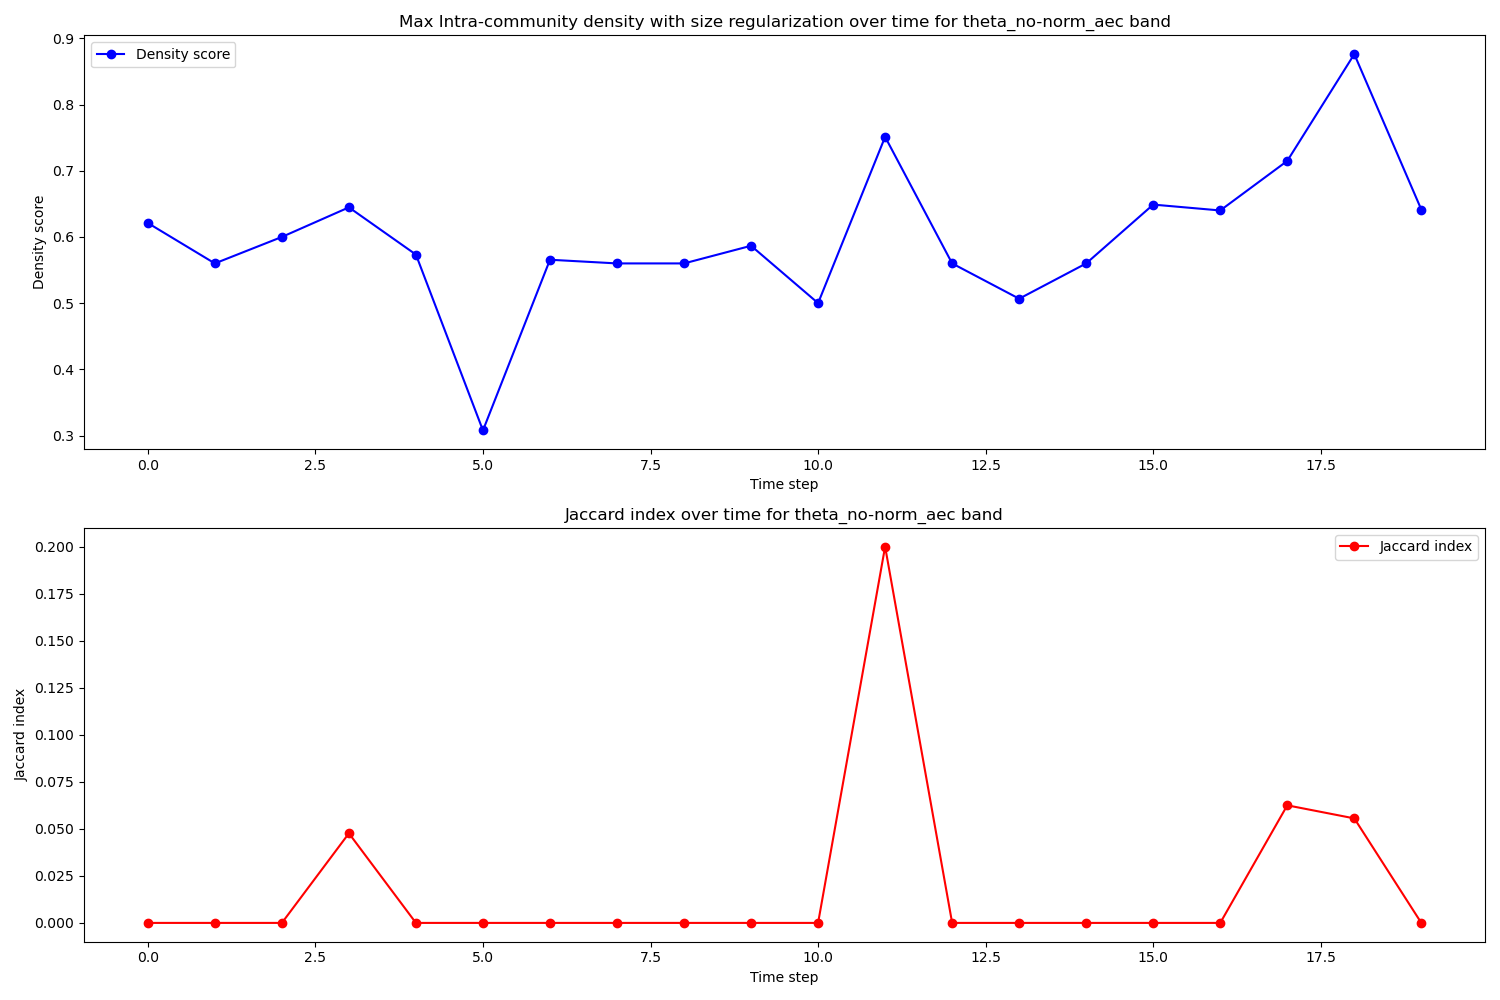 Max Intra-community density with size regularization over time for theta_no-norm_aec band
Density score
Density score
0.9
0.8
0.7
0.6
0.5
0.4
0.3
0.0 2.5 5.0 7.5 10.0 12.5 15.0 17.5
Time step
Jaccard index over time for theta_no-norm_aec band
Jaccard index
Jaccard index
0.200
0.175
0.150
0.125
0.100
0.075
0.050
0.025
0.000
0.0 2.5 5.0 7.5 10.0 12.5 15.0 17.5
Time step